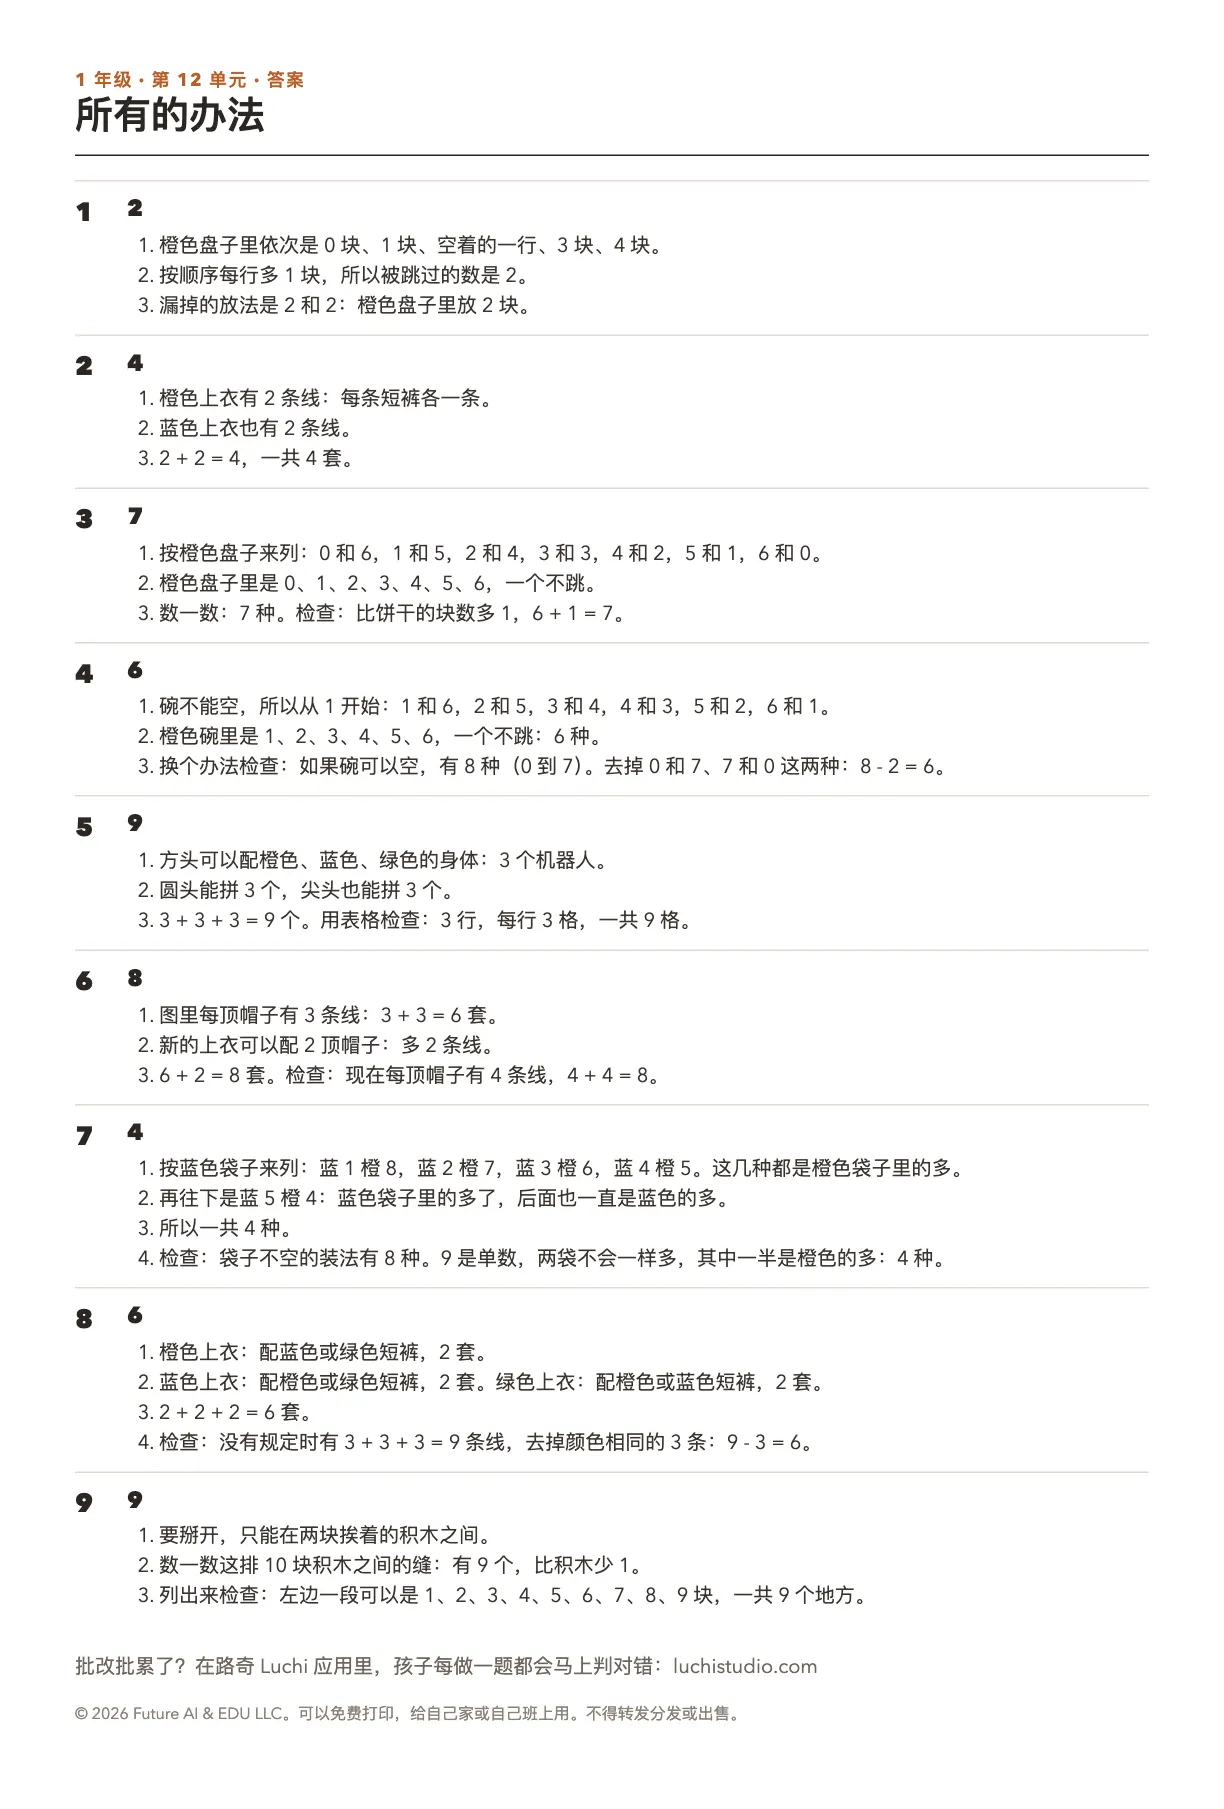 1 年级 · 第 12 单元 · 答案
所有的办法
1 2
1. 橙色盘子里依次是 0 块、1 块、空着的一行、3 块、4 块。
2. 按顺序每行多 1 块，所以被跳过的数是 2。
3. 漏掉的放法是 2 和 2：橙色盘子里放 2 块。
2 4
1. 橙色上衣有 2 条线：每条短裤各一条。
2. 蓝色上衣也有 2 条线。
3. 2 + 2 = 4，一共 4 套。
3 7
1. 按橙色盘子来列：0 和 6，1 和 5，2 和 4，3 和 3，4 和 2，5 和 1，6 和 0。
2. 橙色盘子里是 0、1、2、3、4、5、6，一个不跳。
3. 数一数：7 种。检查：比饼干的块数多 1，6 + 1 = 7。
4 6
1. 碗不能空，所以从 1 开始：1 和 6，2 和 5，3 和 4，4 和 3，5 和 2，6 和 1。
2. 橙色碗里是 1、2、3、4、5、6，一个不跳：6 种。
3. 换个办法检查：如果碗可以空，有 8 种（0 到 7）。去掉 0 和 7、7 和 0 这两种：8 - 2 = 6。
5 9
1. 方头可以配橙色、蓝色、绿色的身体：3 个机器人。
2. 圆头能拼 3 个，尖头也能拼 3 个。
3. 3 + 3 + 3 = 9 个。用表格检查：3 行，每行 3 格，一共 9 格。
6 8
1. 图里每顶帽子有 3 条线：3 + 3 = 6 套。
2. 新的上衣可以配 2 顶帽子：多 2 条线。
3. 6 + 2 = 8 套。检查：现在每顶帽子有 4 条线，4 + 4 = 8。
7 4
1. 按蓝色袋子来列：蓝 1 橙 8，蓝 2 橙 7，蓝 3 橙 6，蓝 4 橙 5。这几种都是橙色袋子里的多。
2. 再往下是蓝 5 橙 4：蓝色袋子里的多了，后面也一直是蓝色的多。
3. 所以一共 4 种。
4. 检查：袋子不空的装法有 8 种。9 是单数，两袋不会一样多，其中一半是橙色的多：4 种。
8 6
1. 橙色上衣：配蓝色或绿色短裤，2 套。
2. 蓝色上衣：配橙色或绿色短裤，2 套。绿色上衣：配橙色或蓝色短裤，2 套。
3. 2 + 2 + 2 = 6 套。
4. 检查：没有规定时有 3 + 3 + 3 = 9 条线，去掉颜色相同的 3 条：9 - 3 = 6。
9 9
1. 要掰开，只能在两块挨着的积木之间。
2. 数一数这排 10 块积木之间的缝：有 9 个，比积木少 1。
3. 列出来检查：左边一段可以是 1、2、3、4、5、6、7、8、9 块，一共 9 个地方。
批改批累了？在路奇 Luchi 应用里，孩子每做一题都会马上判对错：luchistudio.com
© 2026 Future AI & EDU LLC。可以免费打印，给自己家或自己班上用。不得转发分发或出售。